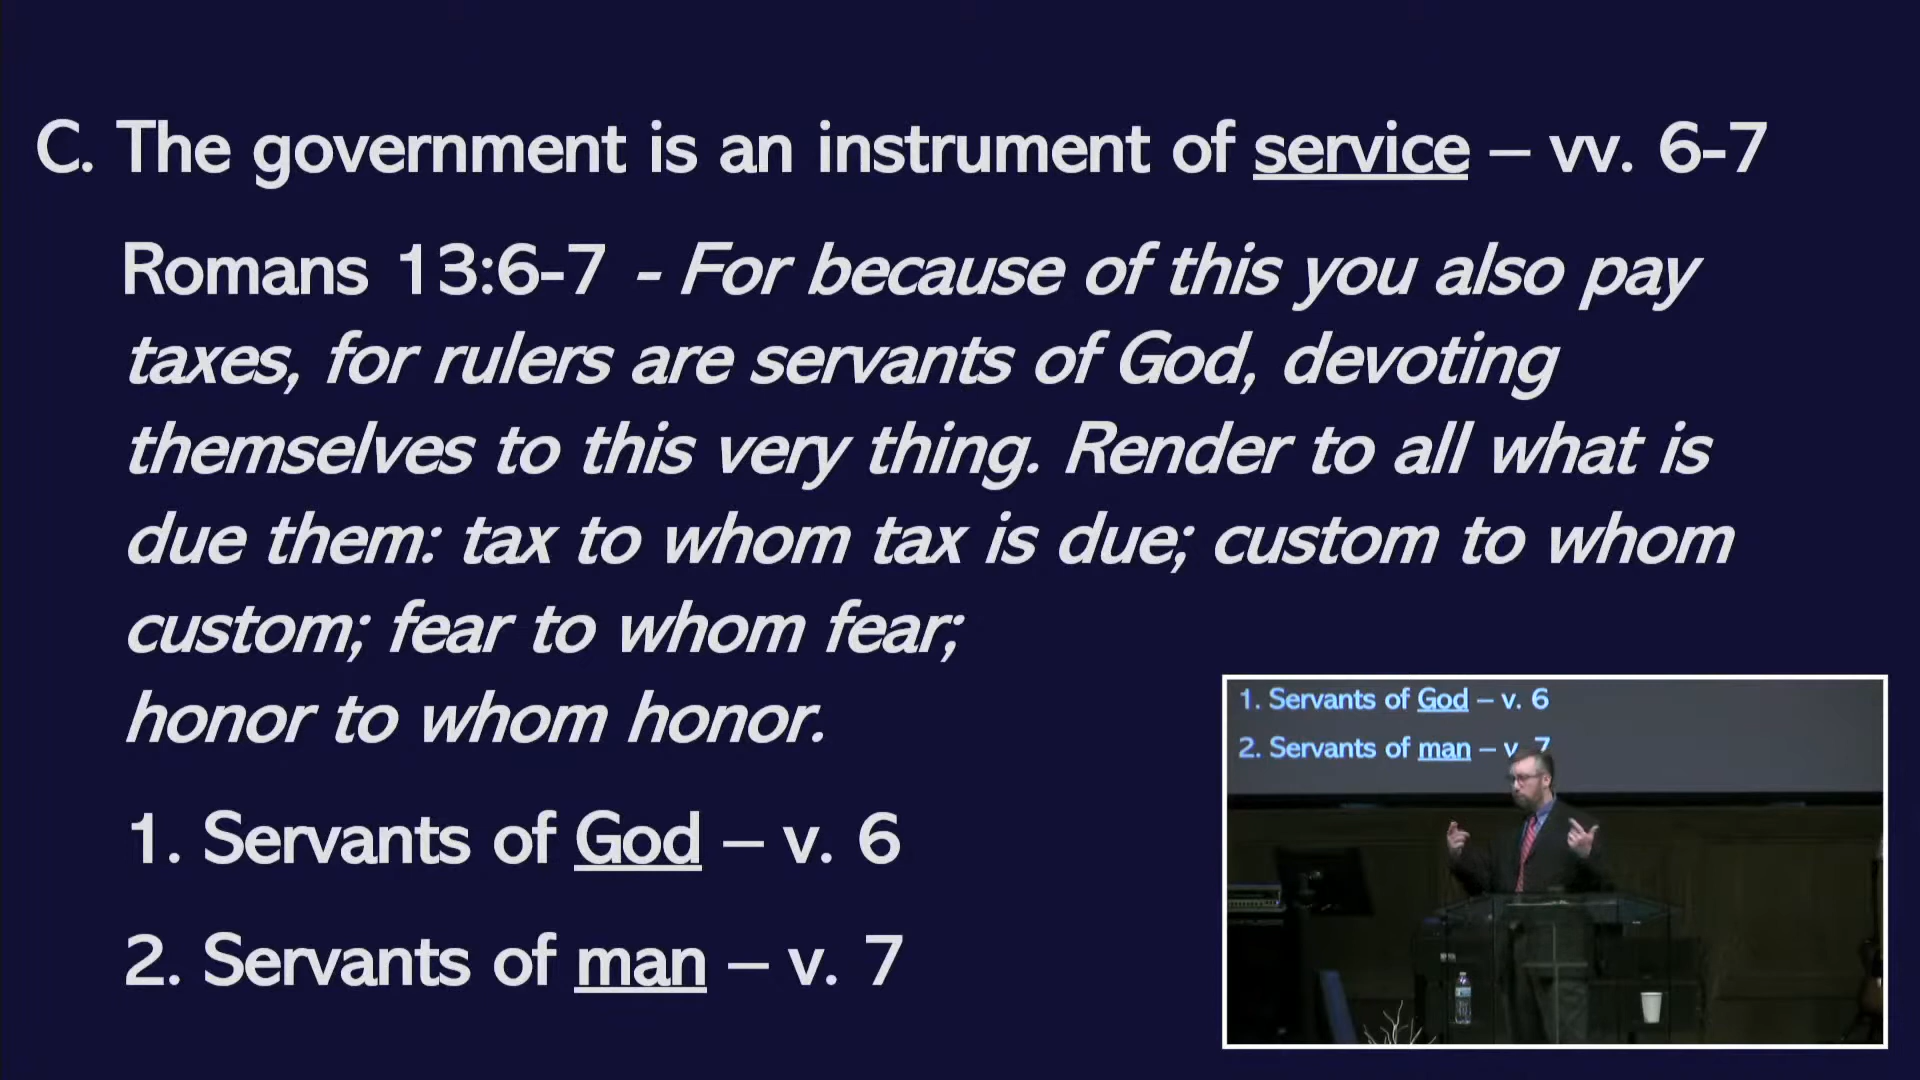 C. The government is an instrument of service – vv. 6-7
Romans 13:6-7 - For because of this you also pay
taxes, for rulers are servants of God, devoting
themselves to this very thing. Render to all what is
due them: tax to whom tax is due; custom to whom
custom; fear to whom fear;
honor to whom honor.
1. Servants of God – v. 6
2. Servants of man – v. 7
1. Servants of God – v. 6
2. Servants of man – v. 7